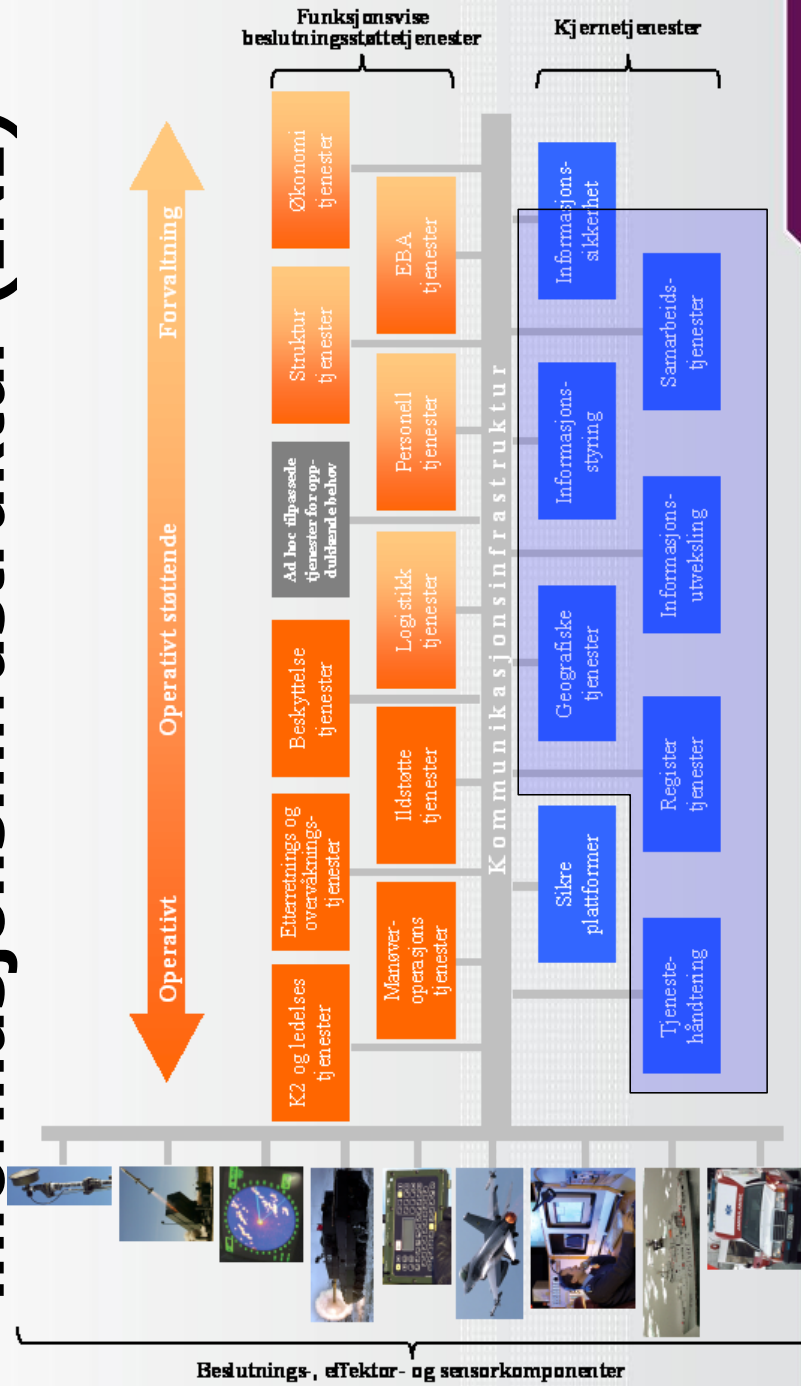 Funksjonsvise
beslutningsstøttetjenester
Kjernetjenester
Operativt
Operativt støttende
Forvaltning
K2 og ledelses
tjenester
Etterretnings og
overvåknings-
tjenester
Beskyttelse
tjenester
Ad hoc tilpassede
tjenester for opp-
dukkende behov
Struktur
tjenester
Økonomi
tjenester
Manøver-
operasjons
tjenester
Ildstøtte
tjenester
Logistikk
tjenester
Personell
tjenester
EBA
tjenester
Kommunikasjonsinfrastruktur
Sikre
plattformer
Geografiske
tjenester
Informasjons-
styring
Informasjons-
sikkerhet
Tjeneste-
håndtering
Register
tjenester
Informasjons-
utveksling
Samarbeids-
tjenester
Beslutnings-, effektor- og sensorkomponenter